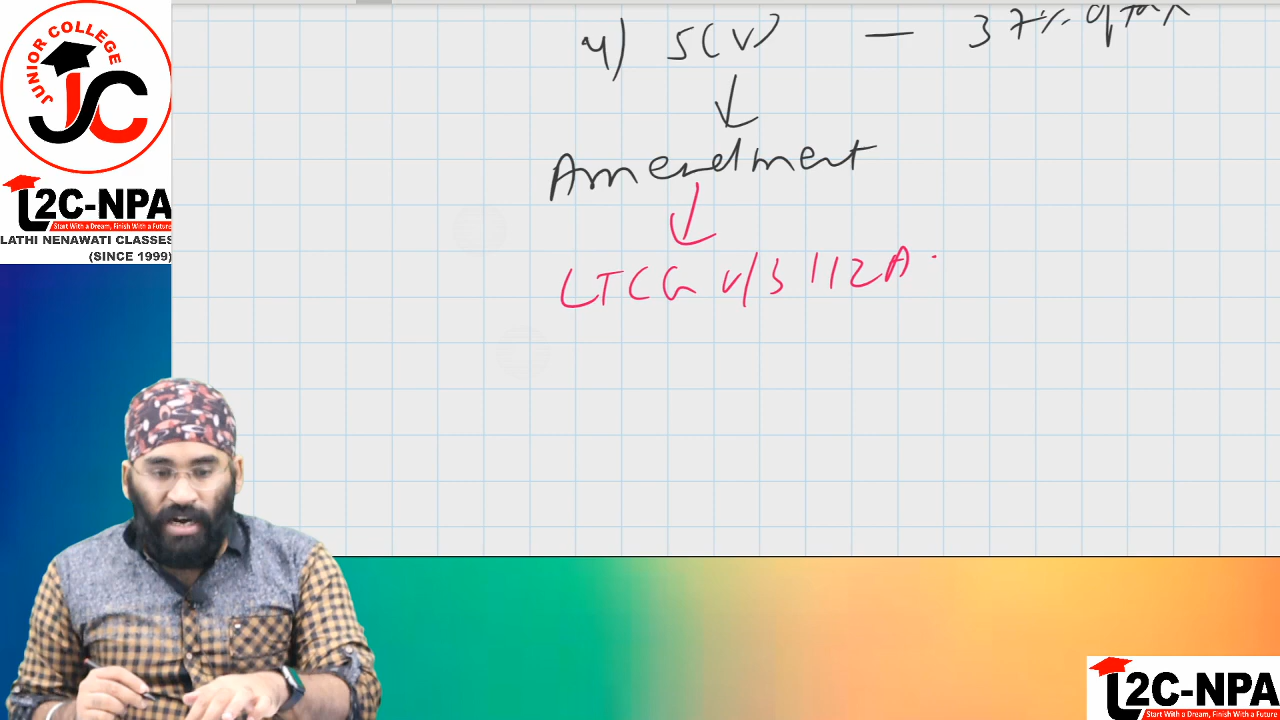 4) 5(V) — 37% of tax
Amendment
LTCG u/s 112A.
JUNIOR COLLEGE
JC
L2C-NPA
Start With a Dream, Finish With a Future
LATHI NENAWATI CLASSES
(SINCE 1999)
L2C-NPA
Start With a Dream, Finish With a Future